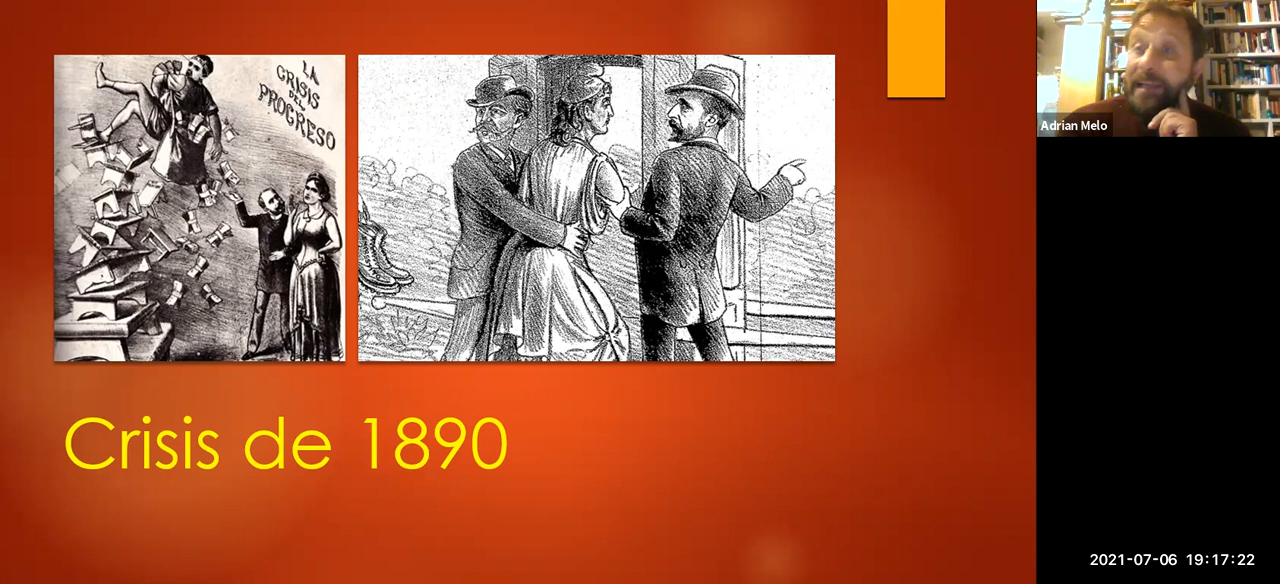 LA
CRISIS
DEL
PROGRESO
Adrian Melo
Crisis de 1890
2021-07-06 19:17:22